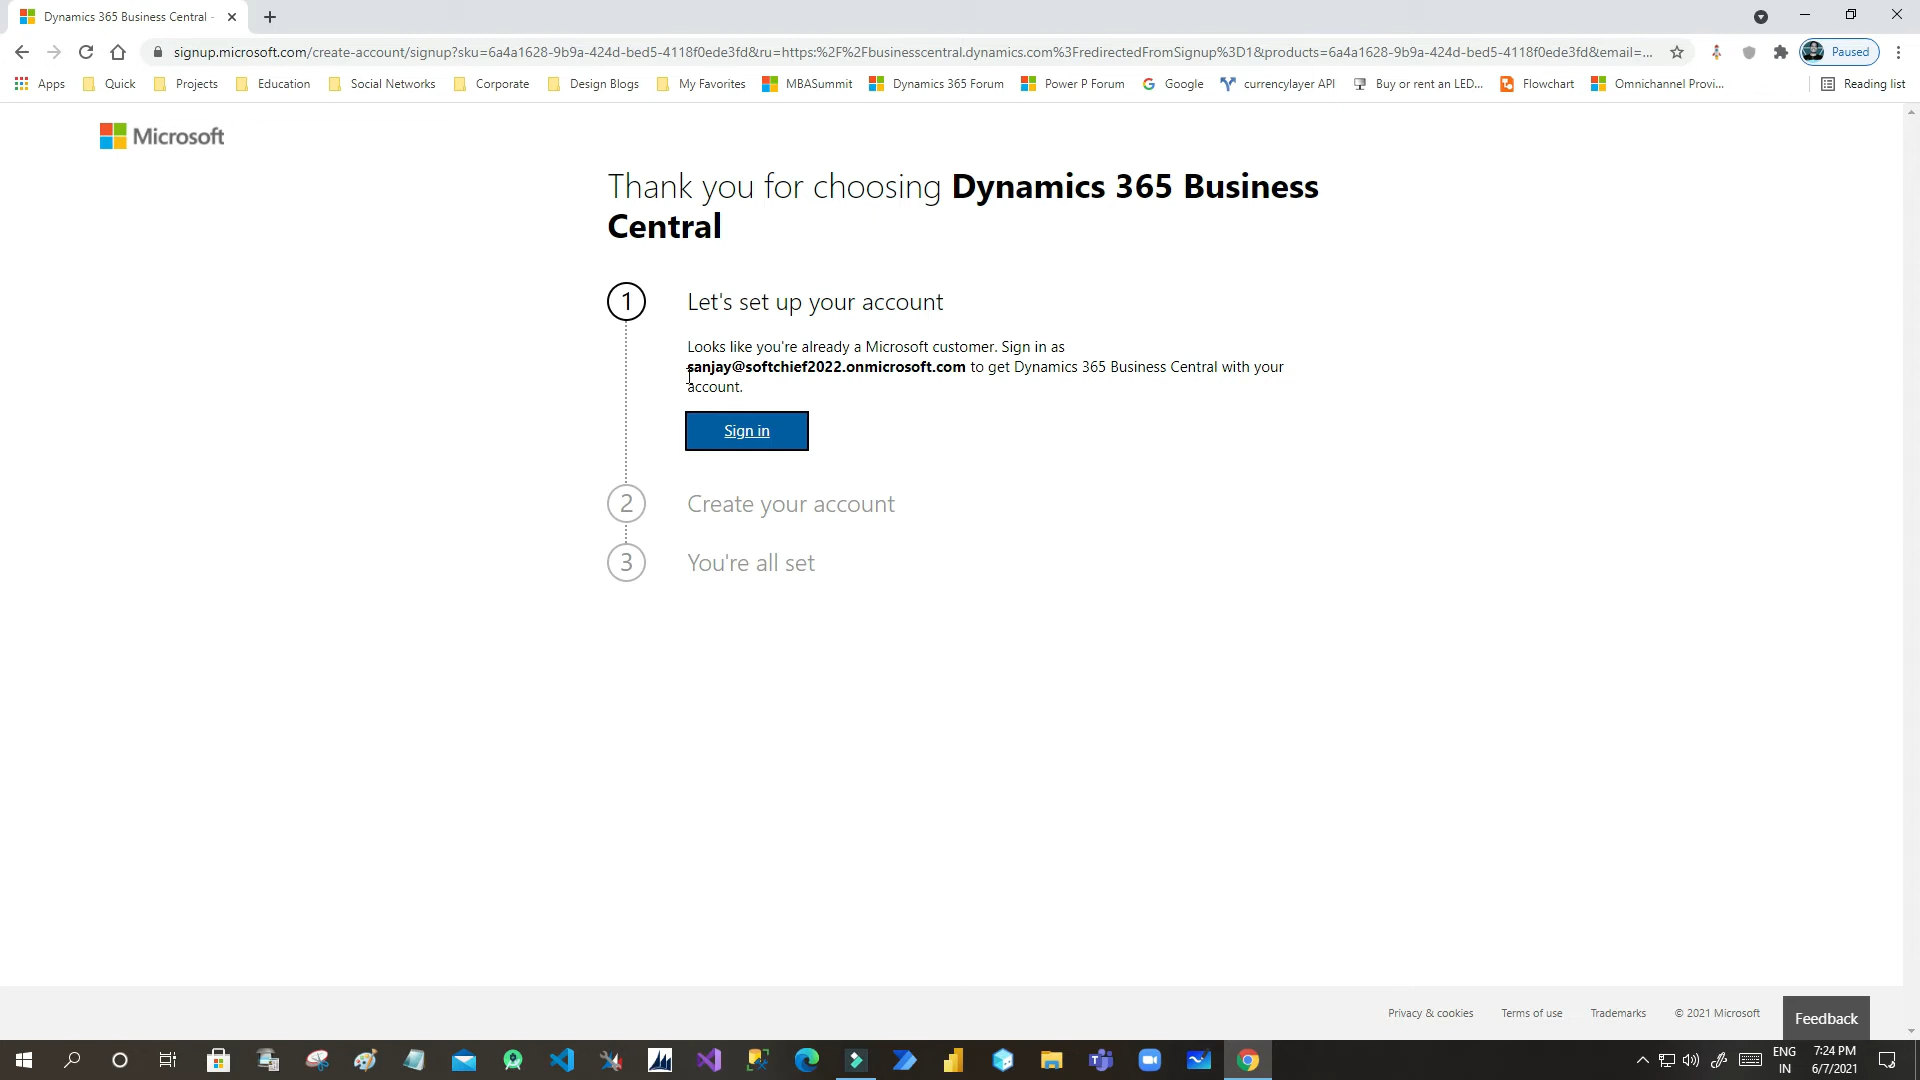 Dynamics 365 Business Central -
signup.microsoft.com/create-account/signup?sku=6a4a1628-9b9a-424d-bed5-4118f0ede3fd&ru=https:%2F%2Fbusinesscentral.dynamics.com%3FredirectedFromSignup%3D1&products=6a4a1628-9b9a-424d-bed5-4118f0ede3fd&email=...
Paused
Apps Quick Projects Education Social Networks Corporate Design Blogs My Favorites MBASummit Dynamics 365 Forum Power P Forum Google currencylayer API Buy or rent an LED... Flowchart Omnichannel Provi... Reading list
Microsoft
Thank you for choosing Dynamics 365 Business
Central
1 Let's set up your account
Looks like you're already a Microsoft customer. Sign in as
sanjay@softchief2022.onmicrosoft.com to get Dynamics 365 Business Central with your
account.
Sign in
2 Create your account
3 You're all set
Privacy & cookies Terms of use Trademarks © 2021 Microsoft Feedback
ENG 7:24 PM
IN 6/7/2021